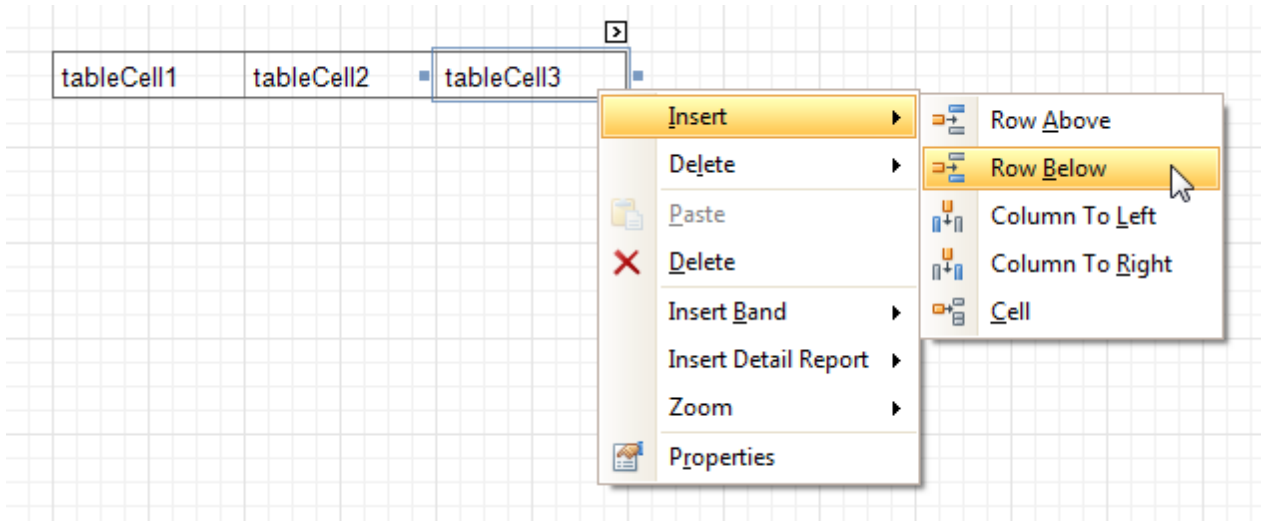 tableCell1 tableCell2 tableCell3
Insert
Delete
Paste
Delete
Insert Band
Insert Detail Report
Zoom
Properties
Row Above
Row Below
Column To Left
Column To Right
Cell